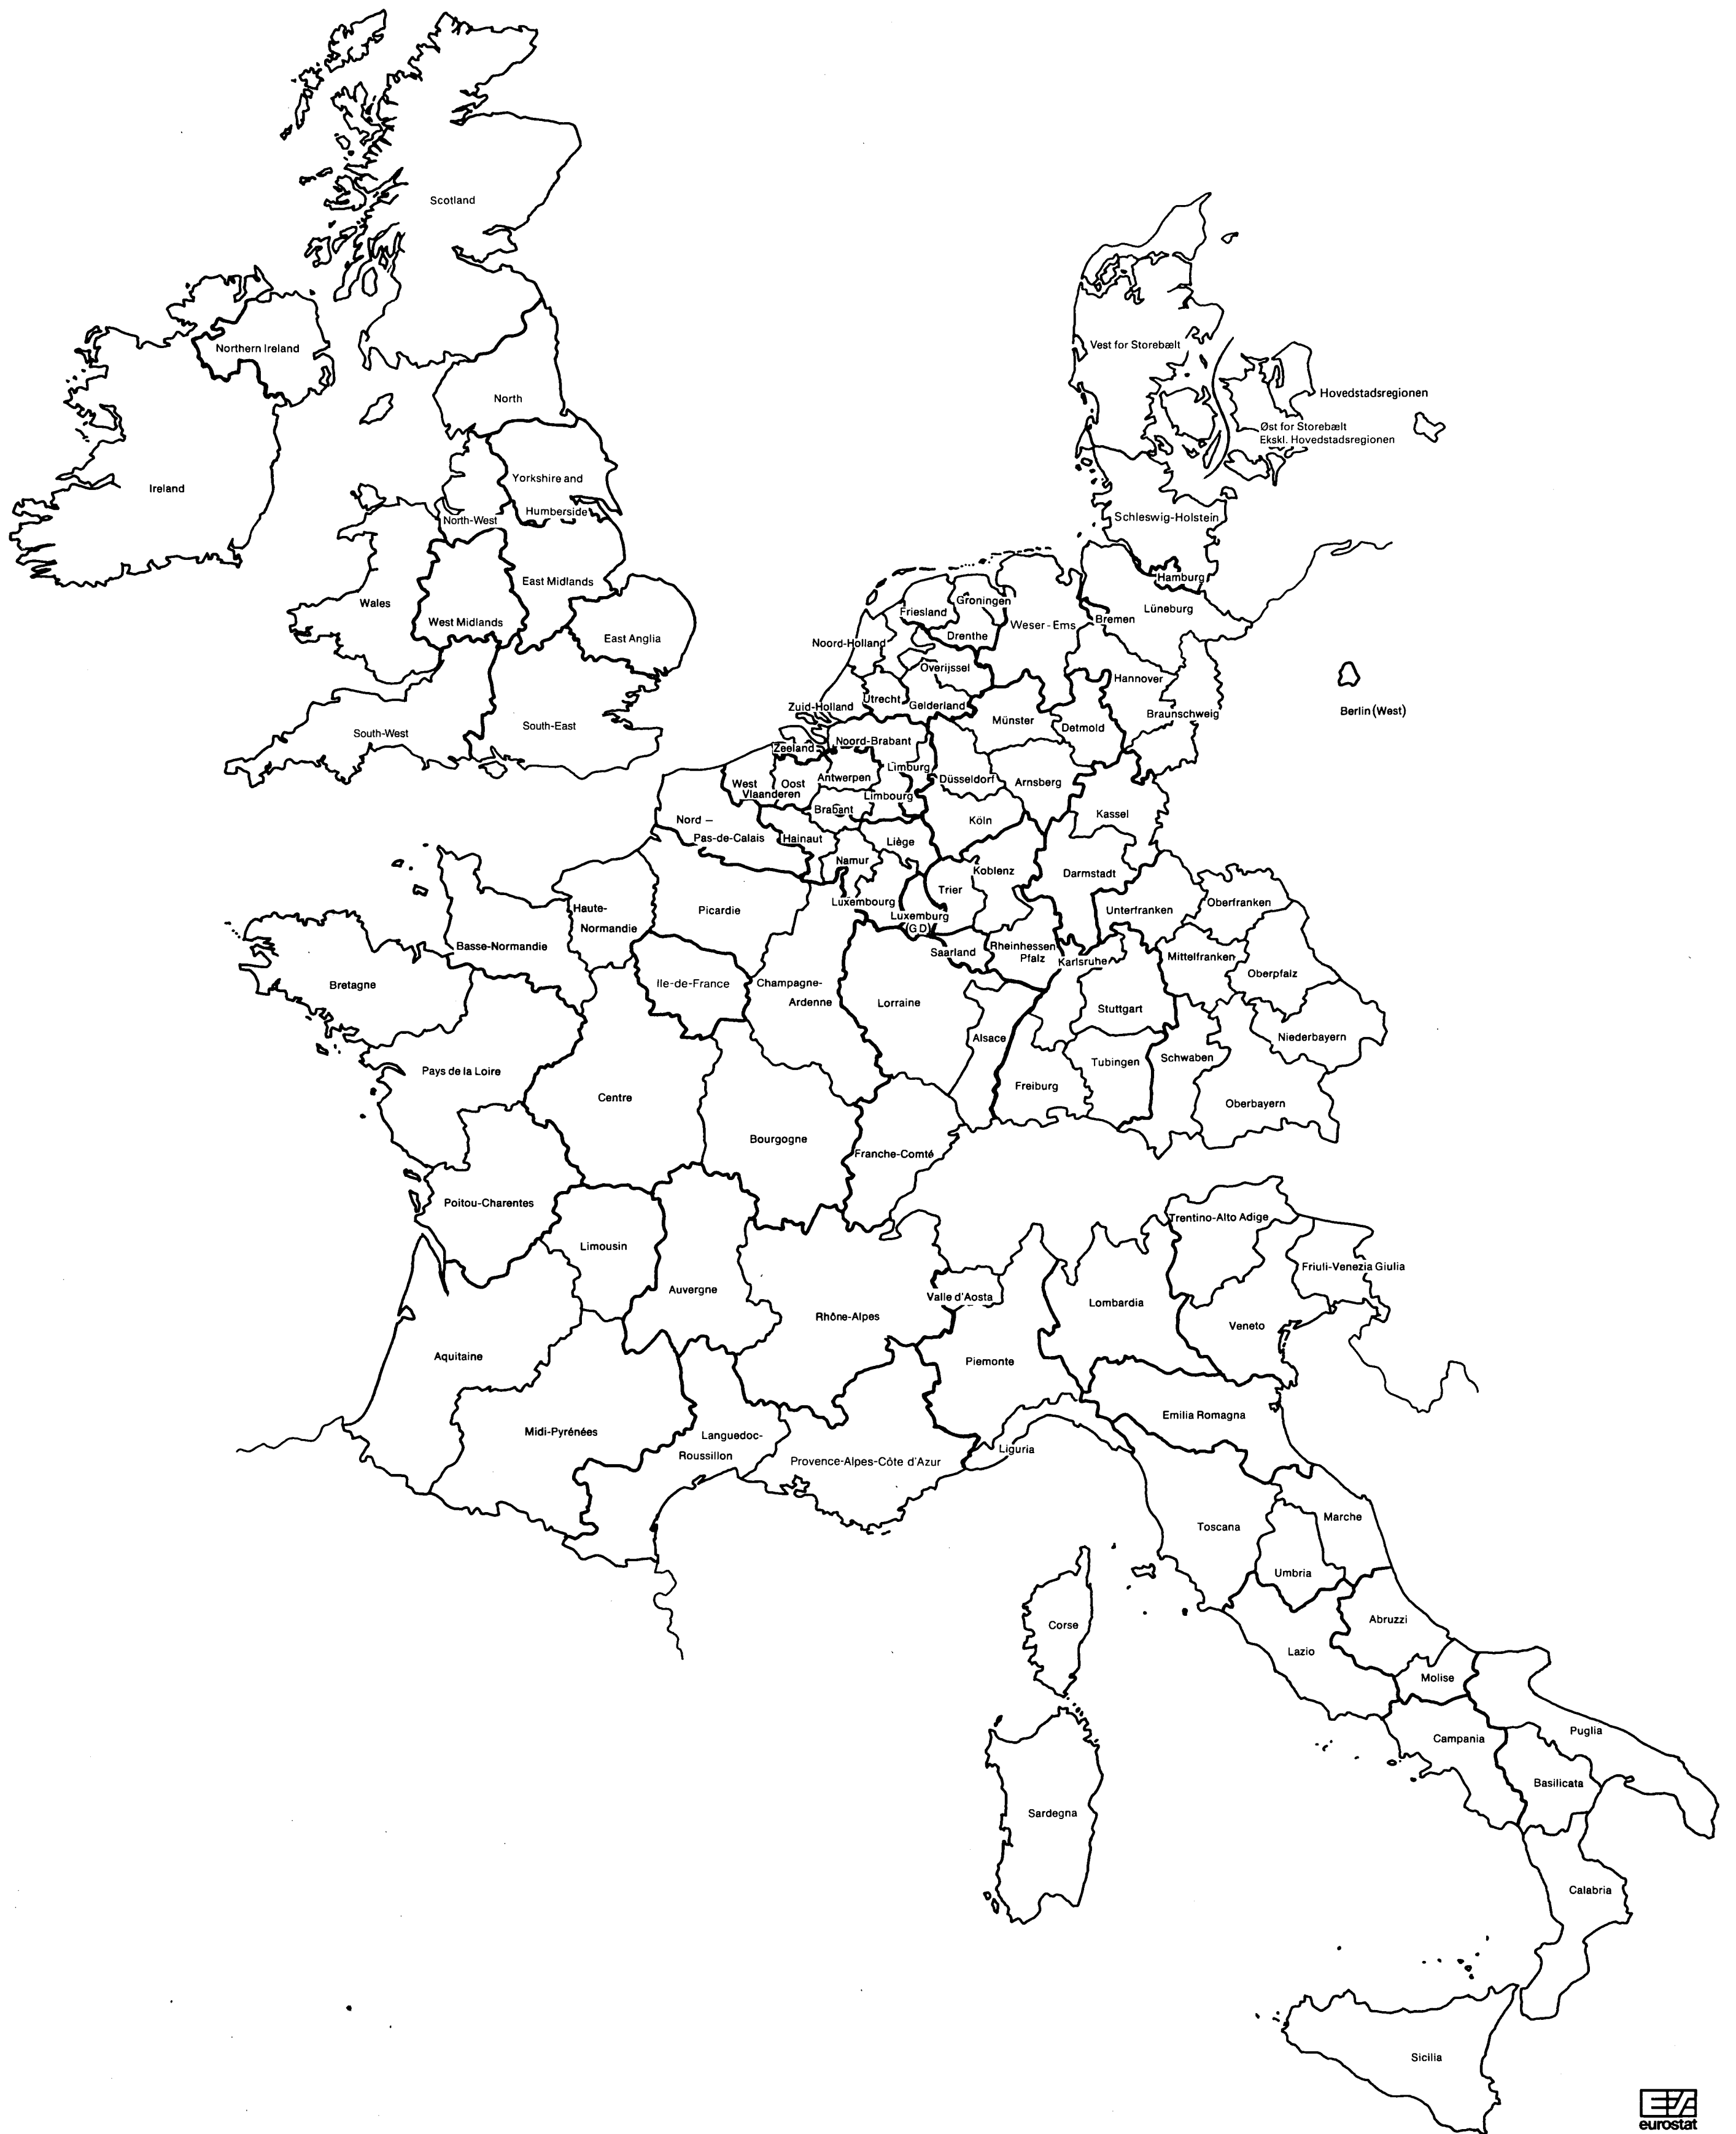 Scotland
Northern Ireland
North
Ireland
Yorkshire and
Humberside
North-West
East Midlands
Wales
West Midlands
East Anglia
South-East
South-West
Vest for Storebælt
Hovedstadsregionen
Øst for Storebælt
Ekskl. Hovedstadsregionen
Schleswig-Holstein
Hamburg
Lüneburg
Bremen
Weser-Ems
Groningen
Friesland
Drenthe
Noord-Holland
Overijssel
Utrecht
Gelderland
Zuid-Holland
Hannover
Braunschweig
Berlin (West)
Münster
Detmold
Noord-Brabant
Zeeland
Limburg
Antwerpen
West
Oost
Vlaanderen
Limbourg
Brabant
Düsseldorf
Arnsberg
Köln
Kassel
Nord –
Pas-de-Calais
Hainaut
Liège
Namur
Koblenz
Trier
Darmstadt
Luxembourg
Luxemburg
(G D)
Unterfranken
Oberfranken
Haute-
Normandie
Picardie
Basse-Normandie
Saarland
Rheinhessen
Pfalz
Karlsruhe
Mittelfranken
Oberpfalz
Bretagne
Ile-de-France
Champagne-
Ardenne
Lorraine
Stuttgart
Niederbayern
Alsace
Tubingen
Schwaben
Freiburg
Oberbayern
Pays de la Loire
Centre
Bourgogne
Franche-Comté
Poitou-Charentes
Limousin
Auvergne
Rhône-Alpes
Trentino-Alto Adige
Friuli-Venezia Giulia
Valle d'Aosta
Lombardia
Veneto
Piemonte
Aquitaine
Midi-Pyrénées
Languedoc-
Roussillon
Provence-Alpes-Côte d'Azur
Liguria
Emilia Romagna
Toscana
Marche
Umbria
Corse
Abruzzi
Lazio
Molise
Campania
Puglia
Basilicata
Sardegna
Calabria
Sicilia
eurostat